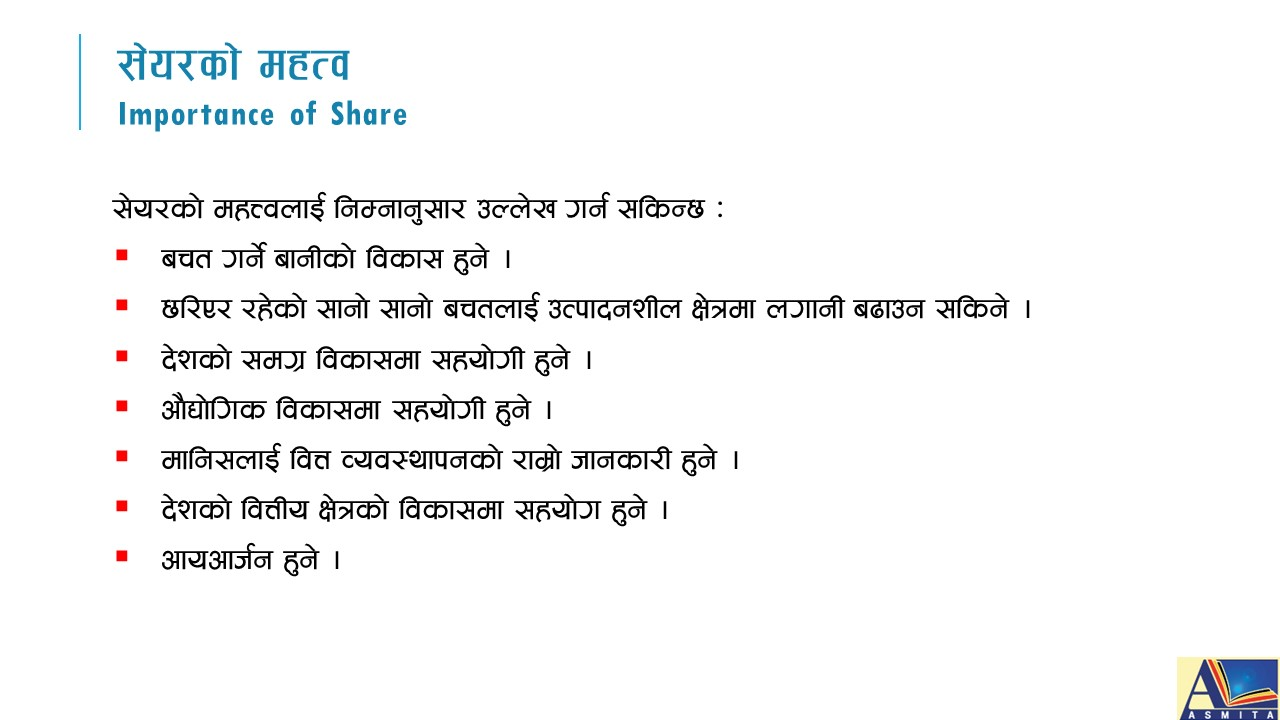 सेयरको महत्व
Importance of Share
सेयरको महत्त्वलाई निम्नानुसार उल्लेख गर्न सकिन्छ :
▪ बचत गर्ने बानीको विकास हुने ।
▪ छरिएर रहेको सानो सानो बचतलाई उत्पादनशील क्षेत्रमा लगानी बढाउन सकिने ।
▪ देशको समग्र विकासमा सहयोगी हुने ।
▪ औद्योगिक विकासमा सहयोगी हुने ।
▪ मानिसलाई वित्त व्यवस्थापनको राम्रो जानकारी हुने ।
▪ देशको वित्तीय क्षेत्रको विकासमा सहयोग हुने ।
▪ आयआर्जन हुने ।
ASMITA